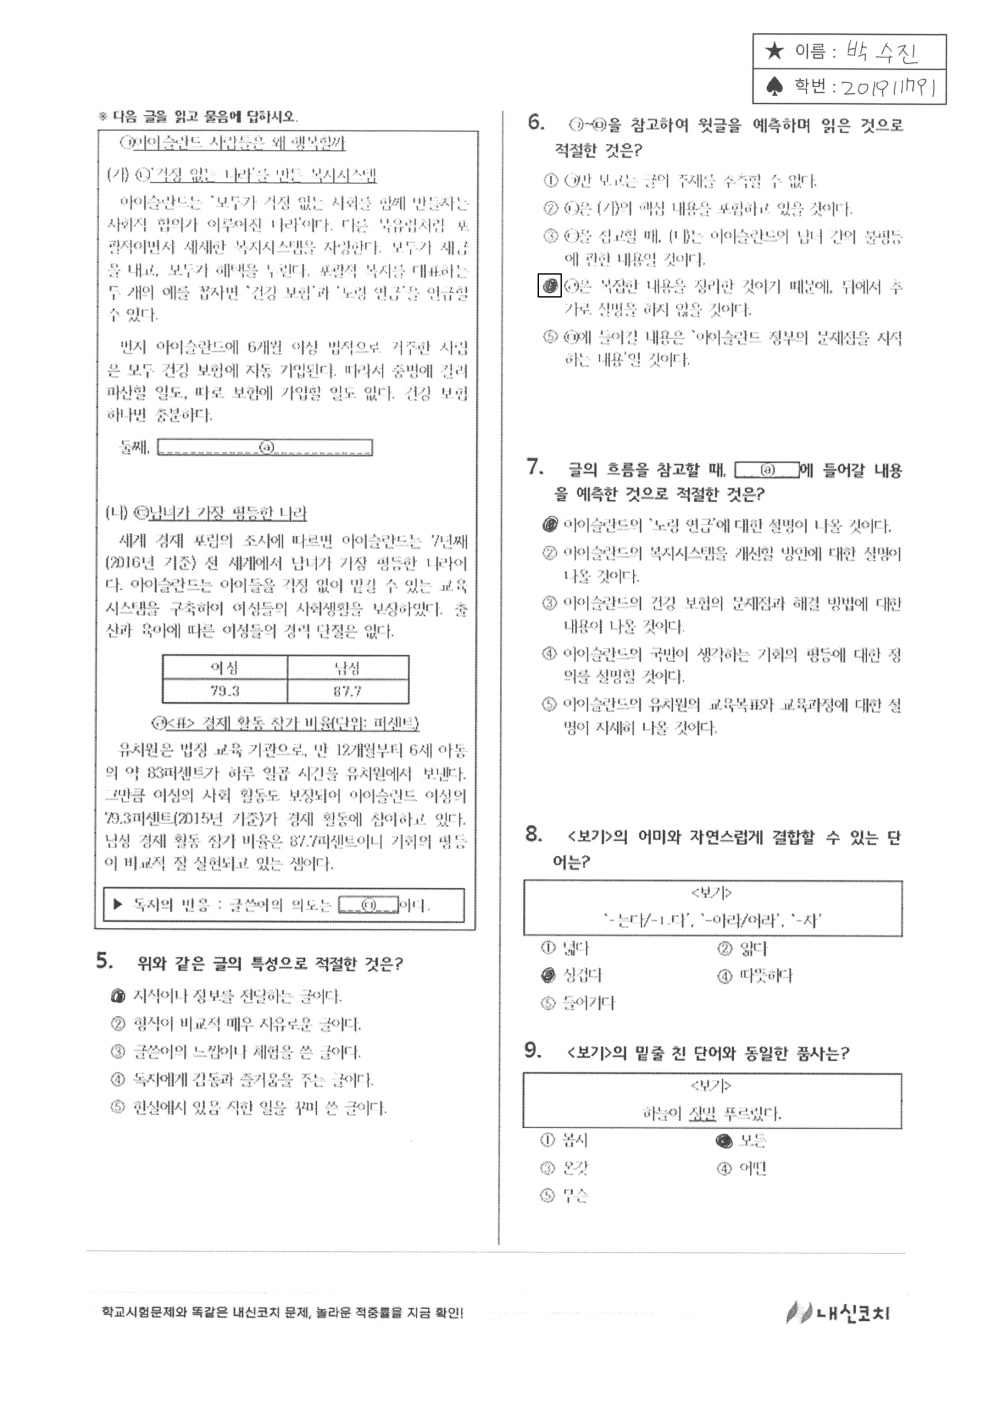 ★ 이름 : 박 수진
♠ 학번 : 201911791
※ 다음 글을 읽고 물음에 답하시오.
㉠아이슬란드 사람들은 왜 행복할까
(가) ㉡'걱정 없는 나라'를 만든 복지시스템
아이슬란드는 '모두가 걱정 없는 사회를 함께 만들자는
사회적 합의가 이루어진 나라'이다. 다른 북유럽처럼 포
괄적이면서 세세한 복지시스템을 자랑한다. 모두가 세금
을 내고, 모두가 혜택을 누린다. 포괄적 복지를 대표하는
두 개의 예를 꼽자면 '건강 보험'과 '노령 연금'을 언급할
수 있다.
먼저 아이슬란드에 6개월 이상 법적으로 거주한 사람
은 모두 건강 보험에 자동 가입된다. 따라서 중병에 걸려
파산할 일도, 따로 보험에 가입할 일도 없다. 건강 보험
하나면 충분하다.
둘째, ⓐ
(나) ㉢남녀가 가장 평등한 나라
세계 경제 포럼의 조사에 따르면 아이슬란드는 7년째
(2016년 기준) 전 세계에서 남녀가 가장 평등한 나라이
다. 아이슬란드는 아이들을 걱정 없이 맡길 수 있는 교육
시스템을 구축하여 여성들의 사회생활을 보장하였다. 출
산과 육아에 따른 여성들의 경력 단절은 없다.
여성 남성
79.3 87.7
㉣<표> 경제 활동 참가 비율(단위: 퍼센트)
유치원은 법정 교육 기관으로, 만 12개월부터 6세 아동
의 약 83퍼센트가 하루 일곱 시간을 유치원에서 보낸다.
그만큼 여성의 사회 활동도 보장되어 아이슬란드 여성의
79.3퍼센트(2015년 기준)가 경제 활동에 참여하고 있다.
남성 경제 활동 참가 비율은 87.7퍼센트이니 기회의 평등
이 비교적 잘 실현되고 있는 셈이다.
▶ 독자의 반응 : 글쓴이의 의도는 ㉤이다.
5. 위와 같은 글의 특성으로 적절한 것은?
① 지식이나 정보를 전달하는 글이다.
② 형식이 비교적 매우 자유로운 글이다.
③ 글쓴이의 느낌이나 체험을 쓴 글이다.
④ 독자에게 감동과 즐거움을 주는 글이다.
⑤ 현실에서 있음 직한 일을 꾸며 쓴 글이다.
6. ㉠~㉤을 참고하여 윗글을 예측하며 읽은 것으로
적절한 것은?
① ㉠만 보고는 글의 주제를 추측할 수 없다.
② ㉡은 (가)의 핵심 내용을 포함하고 있을 것이다.
③ ㉢을 참고할 때, (나)는 아이슬란드의 남녀 간의 불평등
에 관한 내용일 것이다.
④ ㉣은 복잡한 내용을 정리한 것이기 때문에, 뒤에서 추
가로 설명을 하지 않을 것이다.
⑤ ㉤에 들어갈 내용은 '아이슬란드 정부의 문제점을 지적
하는 내용'일 것이다.
7. 글의 흐름을 참고할 때, ⓐ에 들어갈 내용
을 예측한 것으로 적절한 것은?
① 아이슬란드의 '노령 연금'에 대한 설명이 나올 것이다.
② 아이슬란드의 복지시스템을 개선할 방안에 대한 설명이
나올 것이다.
③ 아이슬란드의 건강 보험의 문제점과 해결 방법에 대한
내용이 나올 것이다.
④ 아이슬란드의 국민이 생각하는 기회의 평등에 대한 정
의를 설명할 것이다.
⑤ 아이슬란드의 유치원의 교육목표와 교육과정에 대한 설
명이 자세히 나올 것이다.
8. <보기>의 어미와 자연스럽게 결합할 수 있는 단
어는?
<보기>
'-는다/-ㄴ다', '-아라/어라', '-자'
① 넓다 ② 얇다
③ 싱겁다 ④ 따뜻하다
⑤ 들어가다
9. <보기>의 밑줄 친 단어와 동일한 품사는?
<보기>
하늘이 정말 푸르렀다.
① 몹시 ② 모든
③ 온갖 ④ 어떤
⑤ 무슨
학교시험문제와 똑같은 내신코치 문제, 놀라운 적중률을 지금 확인!
내신코치